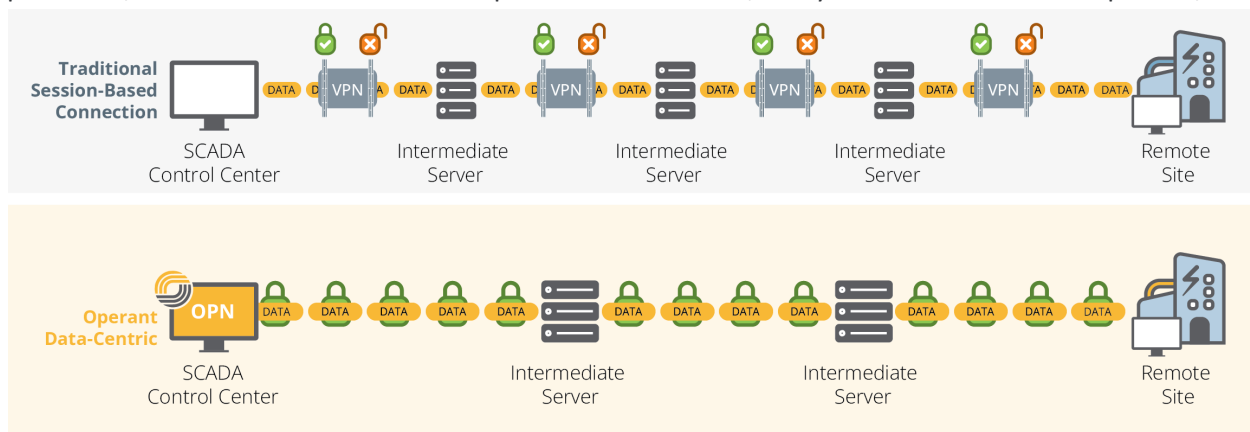 Traditional
Session-Based
Connection
DATA D VPN A DATA DATA D VPN A DATA DATA D VPN A DATA DATA D VPN A DATA DATA
SCADA
Control Center
Intermediate
Server
Intermediate
Server
Intermediate
Server
Remote
Site
Operant
Data-Centric
OPN
DATA DATA DATA DATA DATA DATA DATA DATA DATA DATA DATA DATA DATA
SCADA
Control Center
Intermediate
Server
Intermediate
Server
Remote
Site